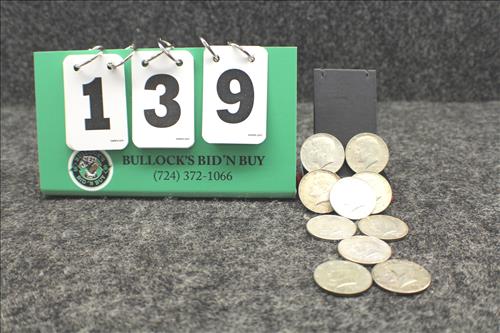 139
BULLOCK'S BID'N BUY
(724) 372-1066